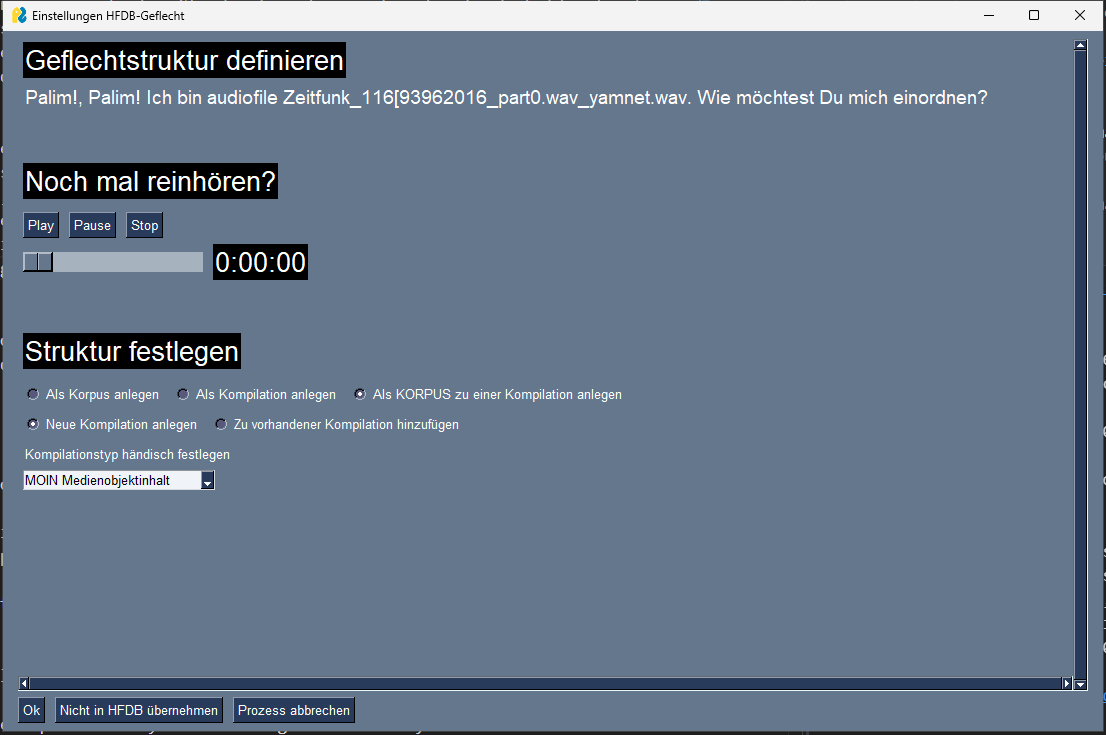 Einstellungen HFDB-Geflecht
Geflechtstruktur definieren
Palim!, Palim! Ich bin audiofile Zeitfunk_116[93962016_part0.wav_yamnet.wav. Wie möchtest Du mich einordnen?
Noch mal reinhören?
Play Pause Stop
0:00:00
Struktur festlegen
Als Korpus anlegen Als Kompilation anlegen Als KORPUS zu einer Kompilation anlegen
Neue Kompilation anlegen Zu vorhandener Kompilation hinzufügen
Kompilationstyp händisch festlegen
MOIN Medienobjektinhalt
Ok Nicht in HFDB übernehmen Prozess abbrechen